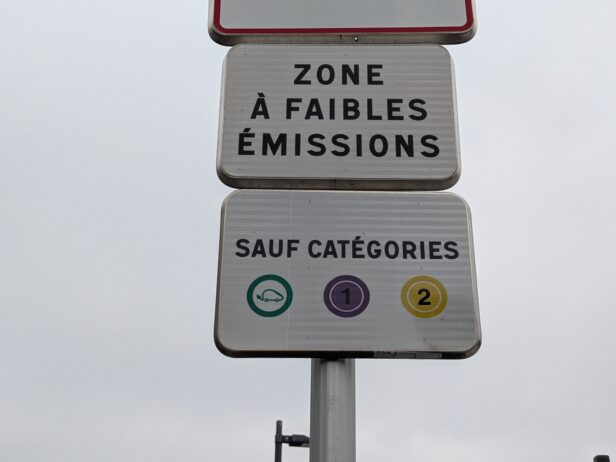 ZONE
À FAIBLES
ÉMISSIONS
SAUF CATÉGORIES
1 2